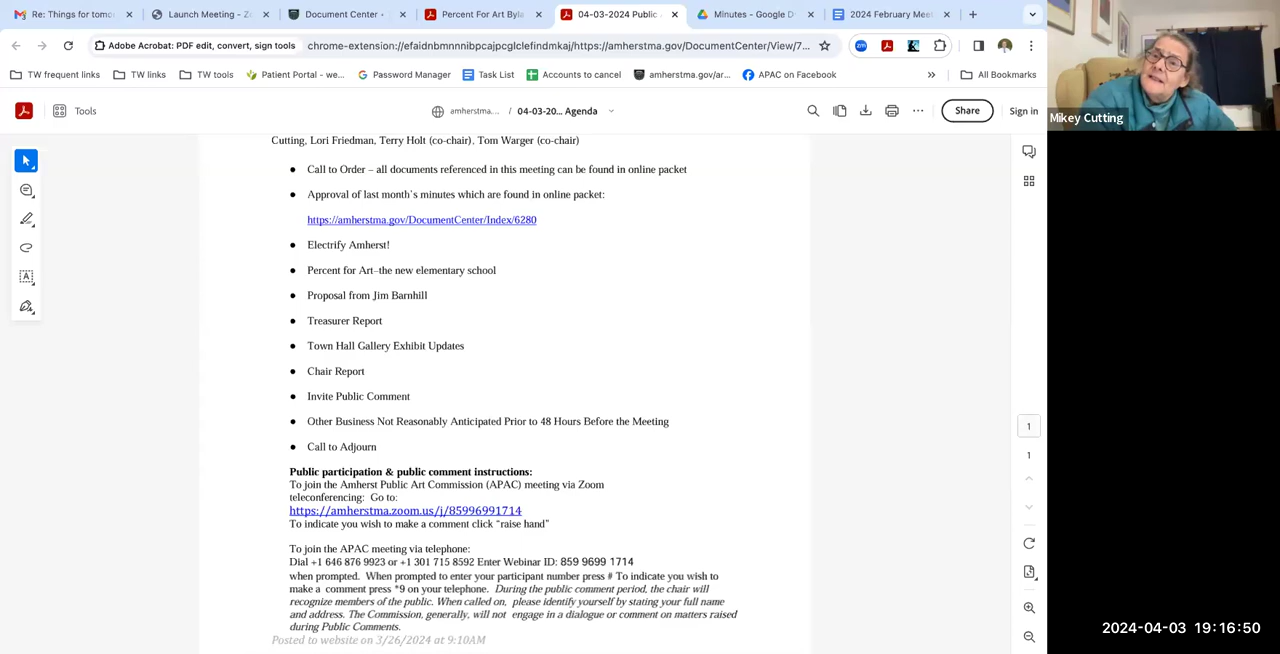 Re: Things for tomo
Launch Meeting - Z
Document Center •
Percent For Art Byla
04-03-2024 Public
Minutes - Google D
2024 February Mee
Adobe Acrobat: PDF edit, convert, sign tools
chrome-extension://efaidnbmnnnibpcajpcglclefindmkaj/https://amherstma.gov/DocumentCenter/View/7...
TW frequent links
TW links
TW tools
Patient Portal - we...
Password Manager
Task List
Accounts to cancel
amherstma.gov/ar...
APAC on Facebook
»
All Bookmarks
Tools
amherstma.... / 04-03-20... Agenda
Share
Sign in
Mikey Cutting
Cutting, Lori Friedman, Terry Holt (co-chair), Tom Warger (co-chair)
● Call to Order – all documents referenced in this meeting can be found in online packet
● Approval of last month's minutes which are found in online packet:
https://amherstma.gov/DocumentCenter/Index/6280
● Electrify Amherst!
● Percent for Art–the new elementary school
● Proposal from Jim Barnhill
● Treasurer Report
● Town Hall Gallery Exhibit Updates
● Chair Report
● Invite Public Comment
● Other Business Not Reasonably Anticipated Prior to 48 Hours Before the Meeting
● Call to Adjourn
Public participation & public comment instructions:
To join the Amherst Public Art Commission (APAC) meeting via Zoom
teleconferencing: Go to:
https://amherstma.zoom.us/j/85996991714
To indicate you wish to make a comment click “raise hand”
To join the APAC meeting via telephone:
Dial +1 646 876 9923 or +1 301 715 8592 Enter Webinar ID: 859 9699 1714
when prompted. When prompted to enter your participant number press # To indicate you wish to
make a comment press *9 on your telephone. During the public comment period, the chair will
recognize members of the public. When called on, please identify yourself by stating your full name
and address. The Commission, generally, will not engage in a dialogue or comment on matters raised
during Public Comments.
Posted to website on 3/26/2024 at 9:10AM
1
1
2024-04-03 19:16:50